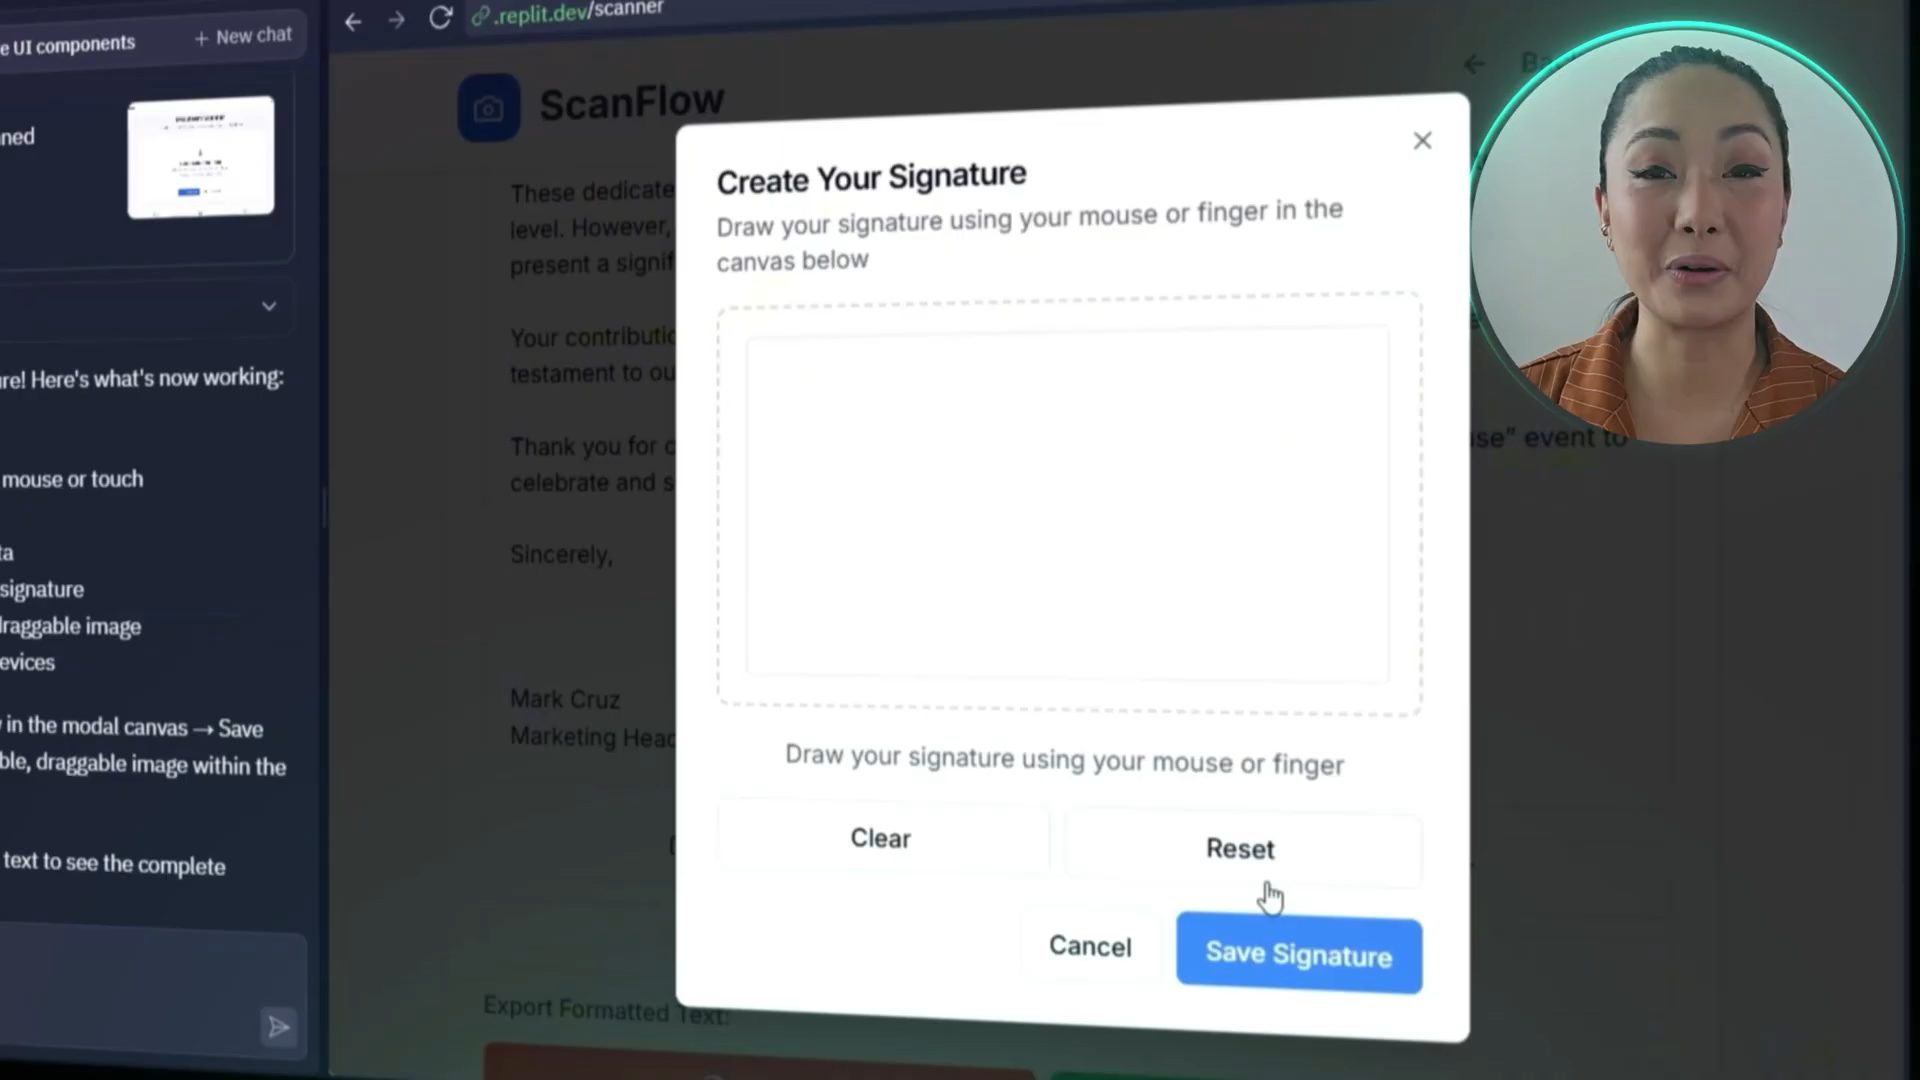 e UI components
+ New chat
nned
re! Here's what's now working:
mouse or touch
ta
signature
draggable image
evices
in the modal canvas → Save
ble, draggable image within the
text to see the complete
.replit.dev/scanner
ScanFlow
These dedicate
level. However,
present a signif
Your contributio
testament to ou
Thank you for c
celebrate and s
use" event to
Sincerely,
Mark Cruz
Marketing Head
Export Formatted Text:
Create Your Signature
Draw your signature using your mouse or finger in the
canvas below
Draw your signature using your mouse or finger
Clear
Reset
Cancel
Save Signature